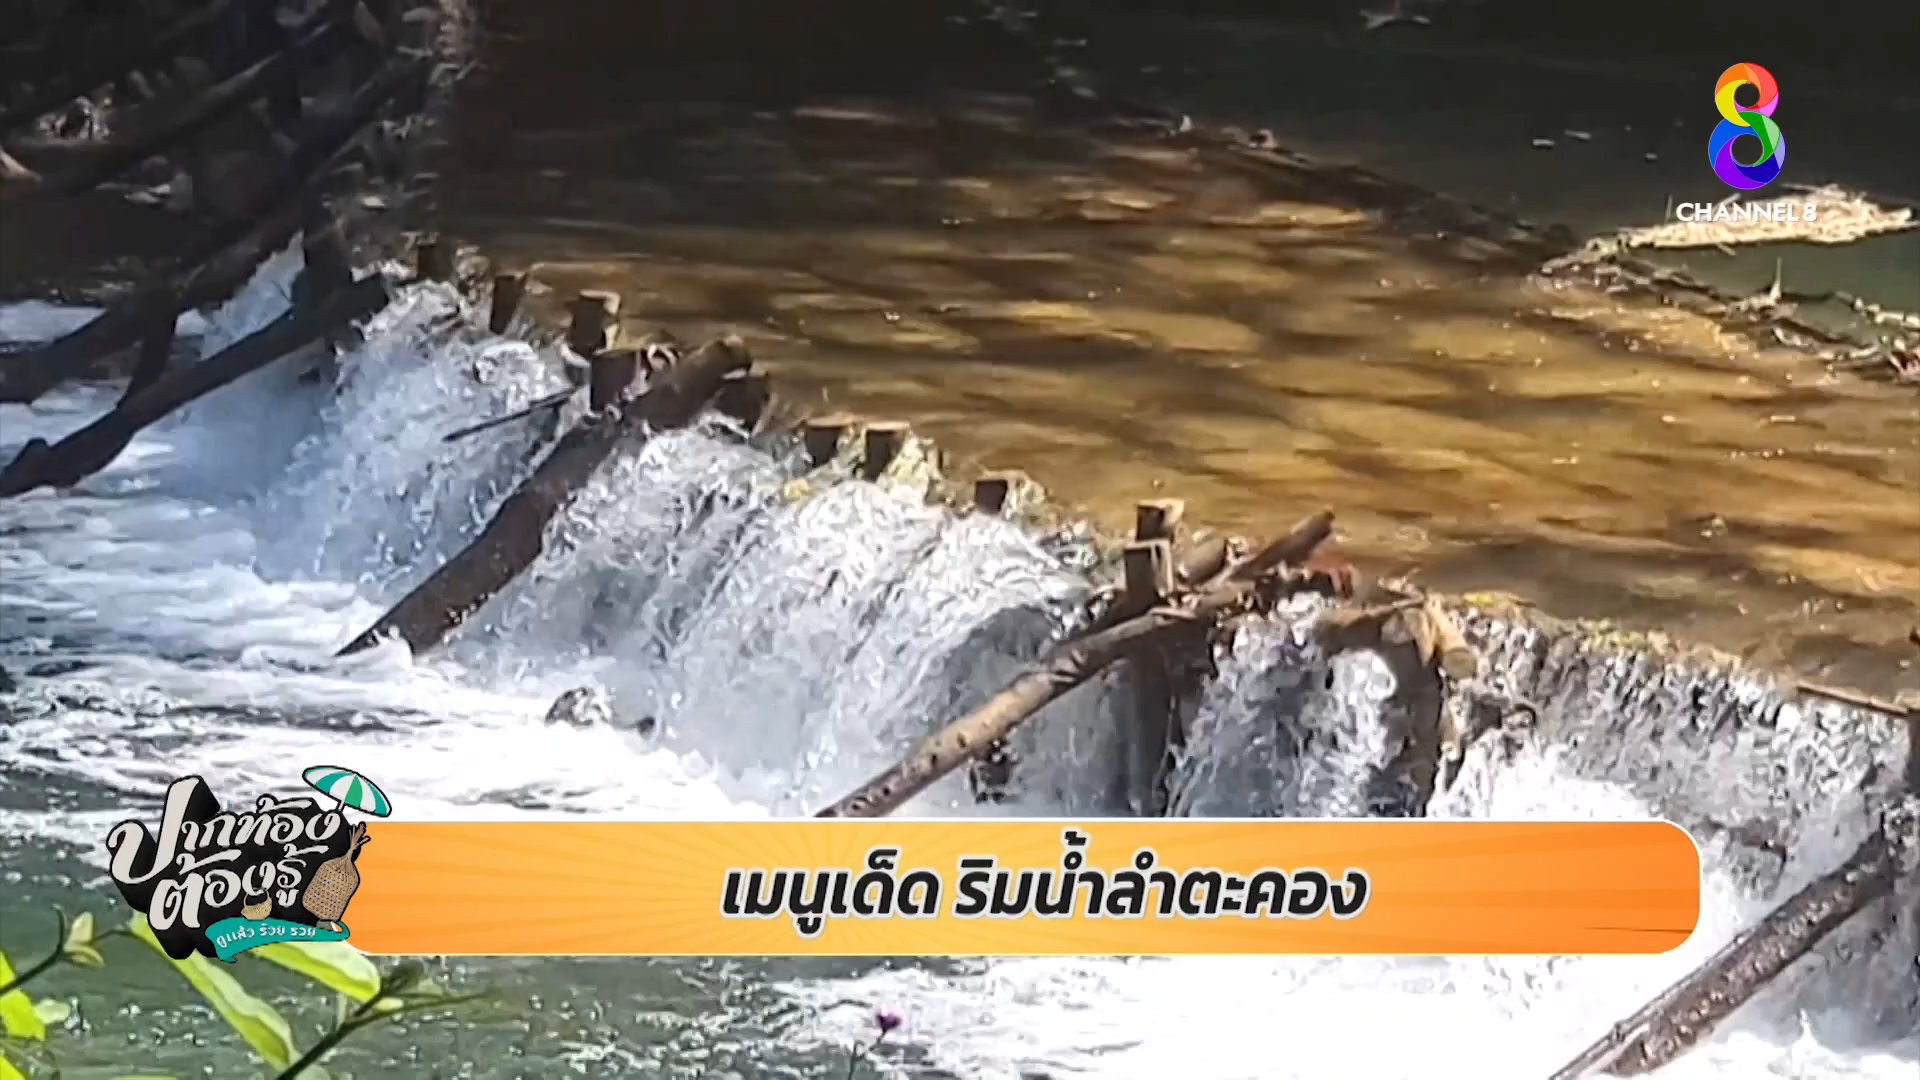 CHANNEL 8
ปากท้อง
ต้องรู้
ดูแล้ว รวย รวย
เมนูเด็ด ริมน้ำลำตะคอง